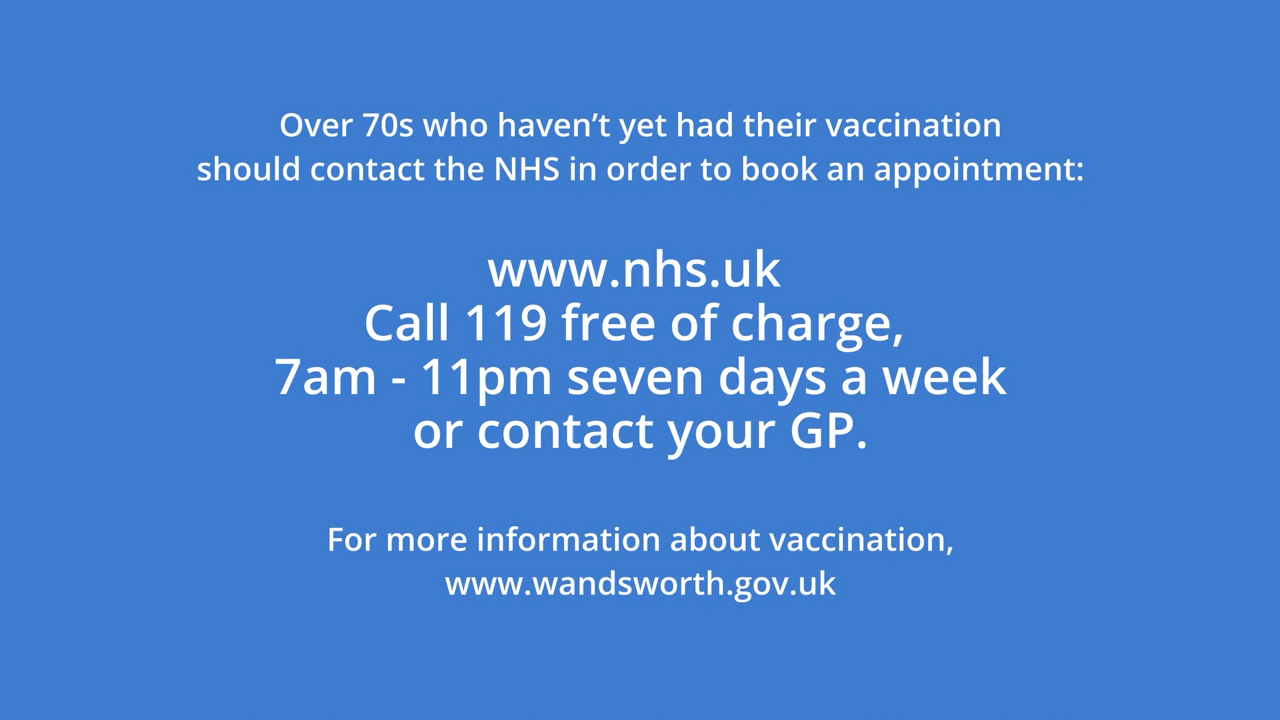 Over 70s who haven’t yet had their vaccination
should contact the NHS in order to book an appointment:
www.nhs.uk
Call 119 free of charge,
7am - 11pm seven days a week
or contact your GP.
For more information about vaccination,
www.wandsworth.gov.uk